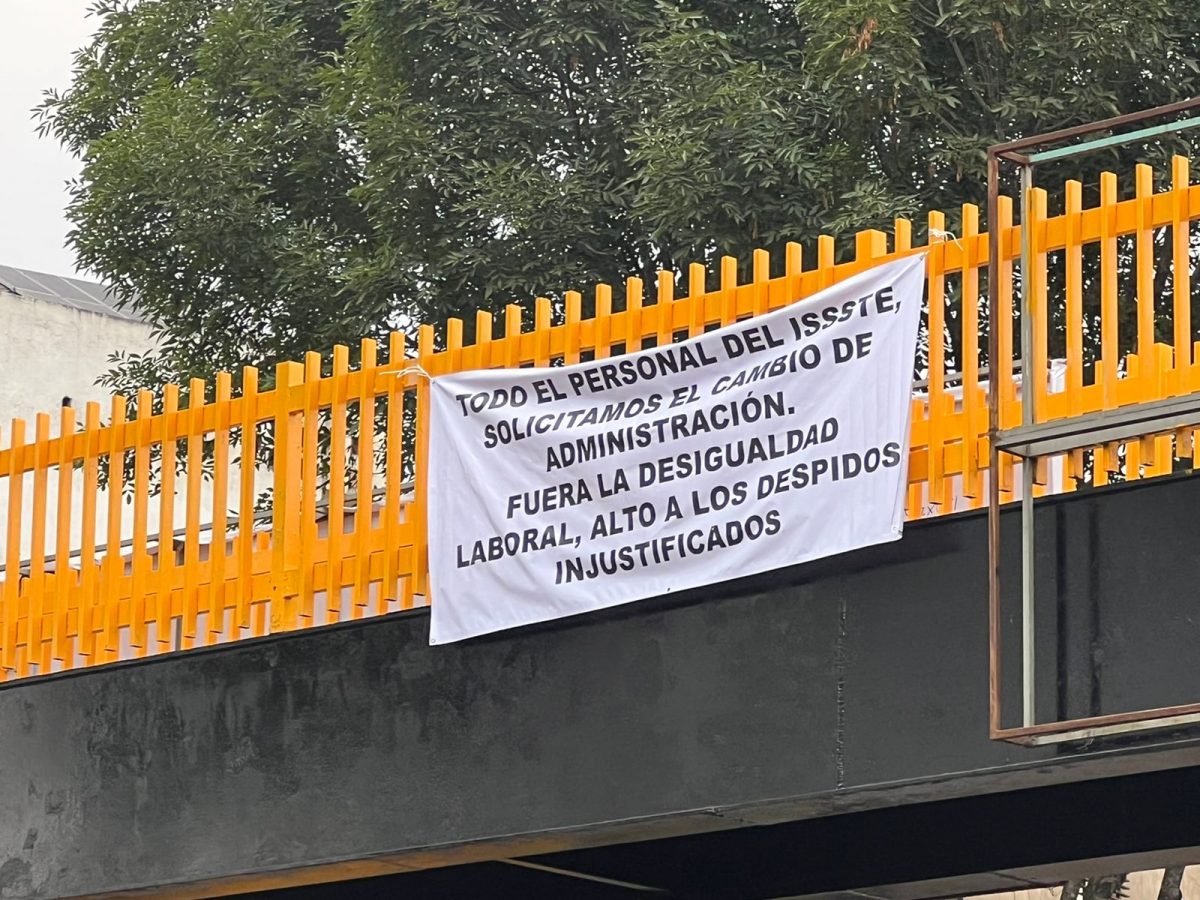 TODO EL PERSONAL DEL ISSSTE,
SOLICITAMOS EL CAMBIO DE
ADMINISTRACIÓN.
FUERA LA DESIGUALDAD
LABORAL, ALTO A LOS DESPIDOS
INJUSTIFICADOS